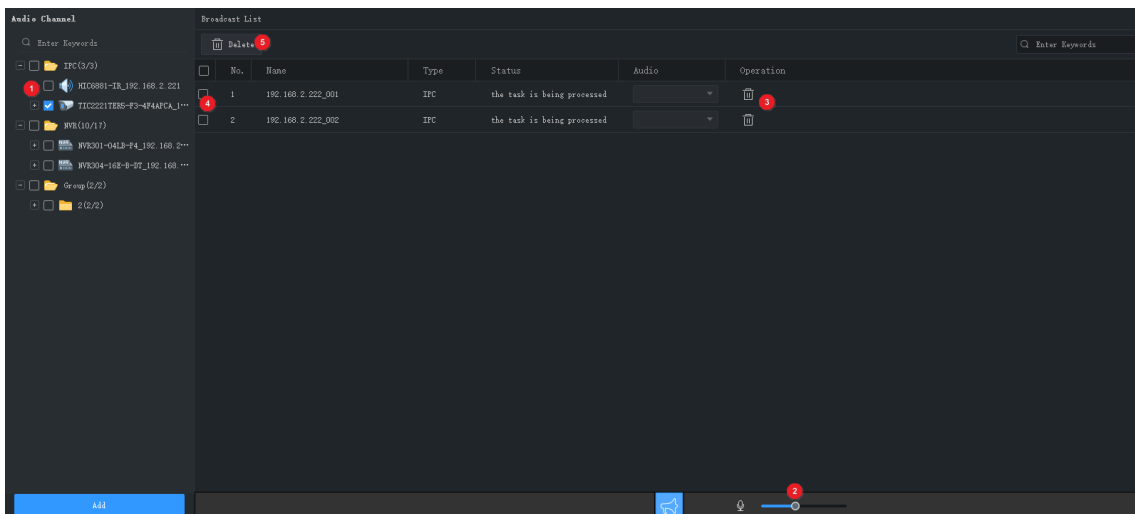 Audio Channel
Enter Keywords
IPC(3/3)
1
HIC6881-IR_192.168.2.221
TIC2221TER5-F3-4F4APCA_1···
NVR(10/17)
NVR301-04LB-P4_192.168.2···
NVR304-16E-B-DT_192.168.···
Group(2/2)
2(2/2)
Add
Broadcast List
Delete 5
Enter Keywords
No. Name Type Status Audio Operation
1 192.168.2.222_001 IPC the task is being processed
4
3
2 192.168.2.222_002 IPC the task is being processed
2